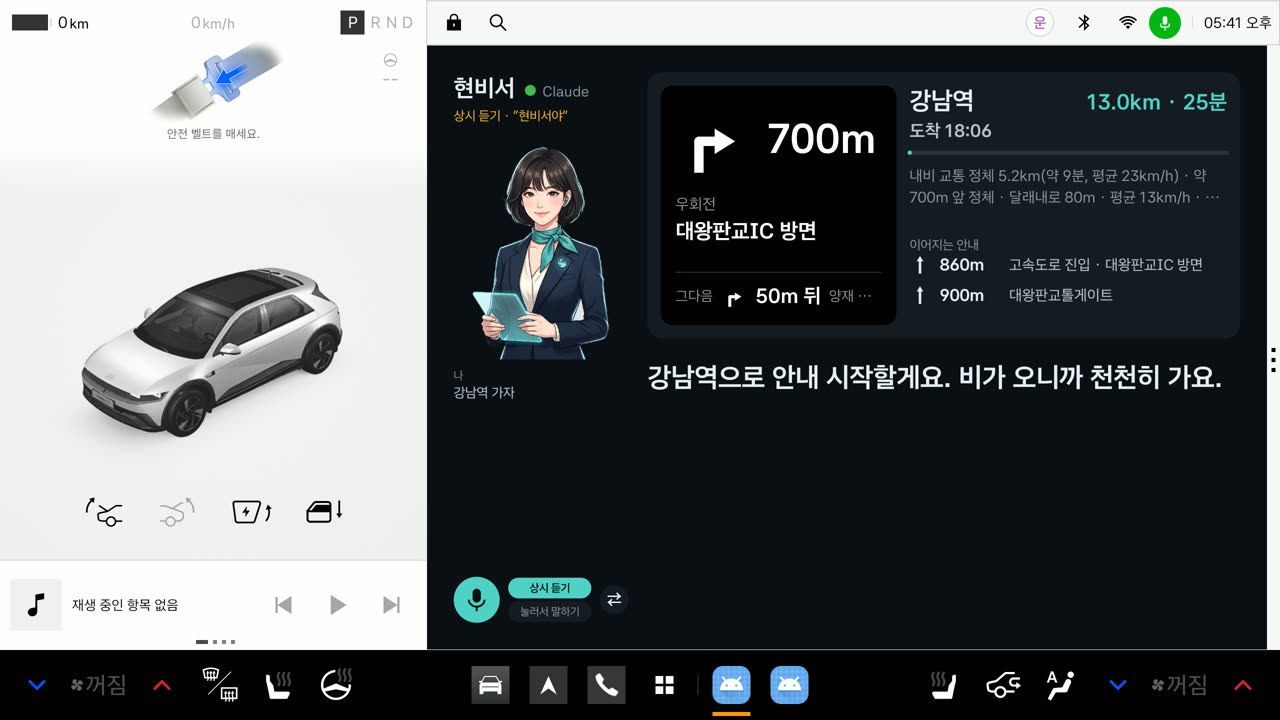 0km
0km/h
P R N D
--
안전 벨트를 매세요.
재생 중인 항목 없음
꺼짐
운
05:41 오후
현비서
Claude
상시 듣기 · “현비서야”
나
강남역 가자
700m
우회전
대왕판교IC 방면
그다음 50m 뒤 양재 ···
강남역
13.0km · 25분
도착 18:06
내비 교통 정체 5.2km(약 9분, 평균 23km/h) · 약
700m 앞 정체 · 달래내로 80m · 평균 13km/h · ···
이어지는 안내
860m 고속도로 진입 · 대왕판교IC 방면
900m 대왕판교톨게이트
강남역으로 안내 시작할게요. 비가 오니까 천천히 가요.
상시 듣기
눌러서 말하기
A
꺼짐